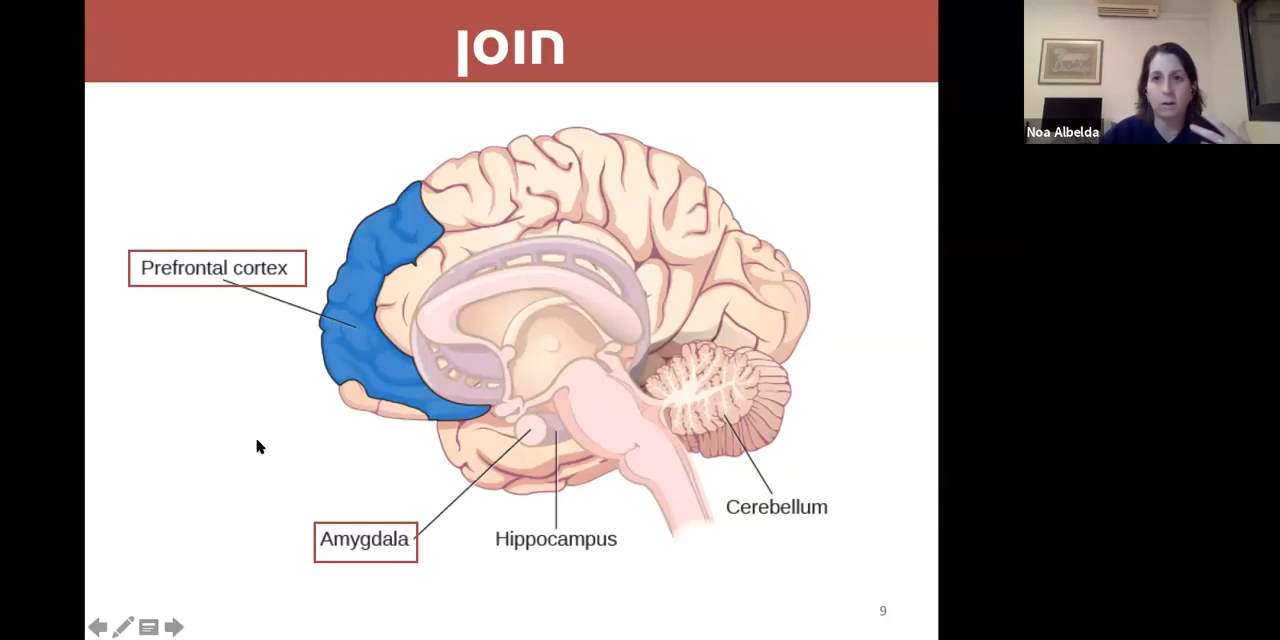 JOIN
Noa Albelda
Prefrontal cortex
Cerebellum
Amygdala
Hippocampus
9